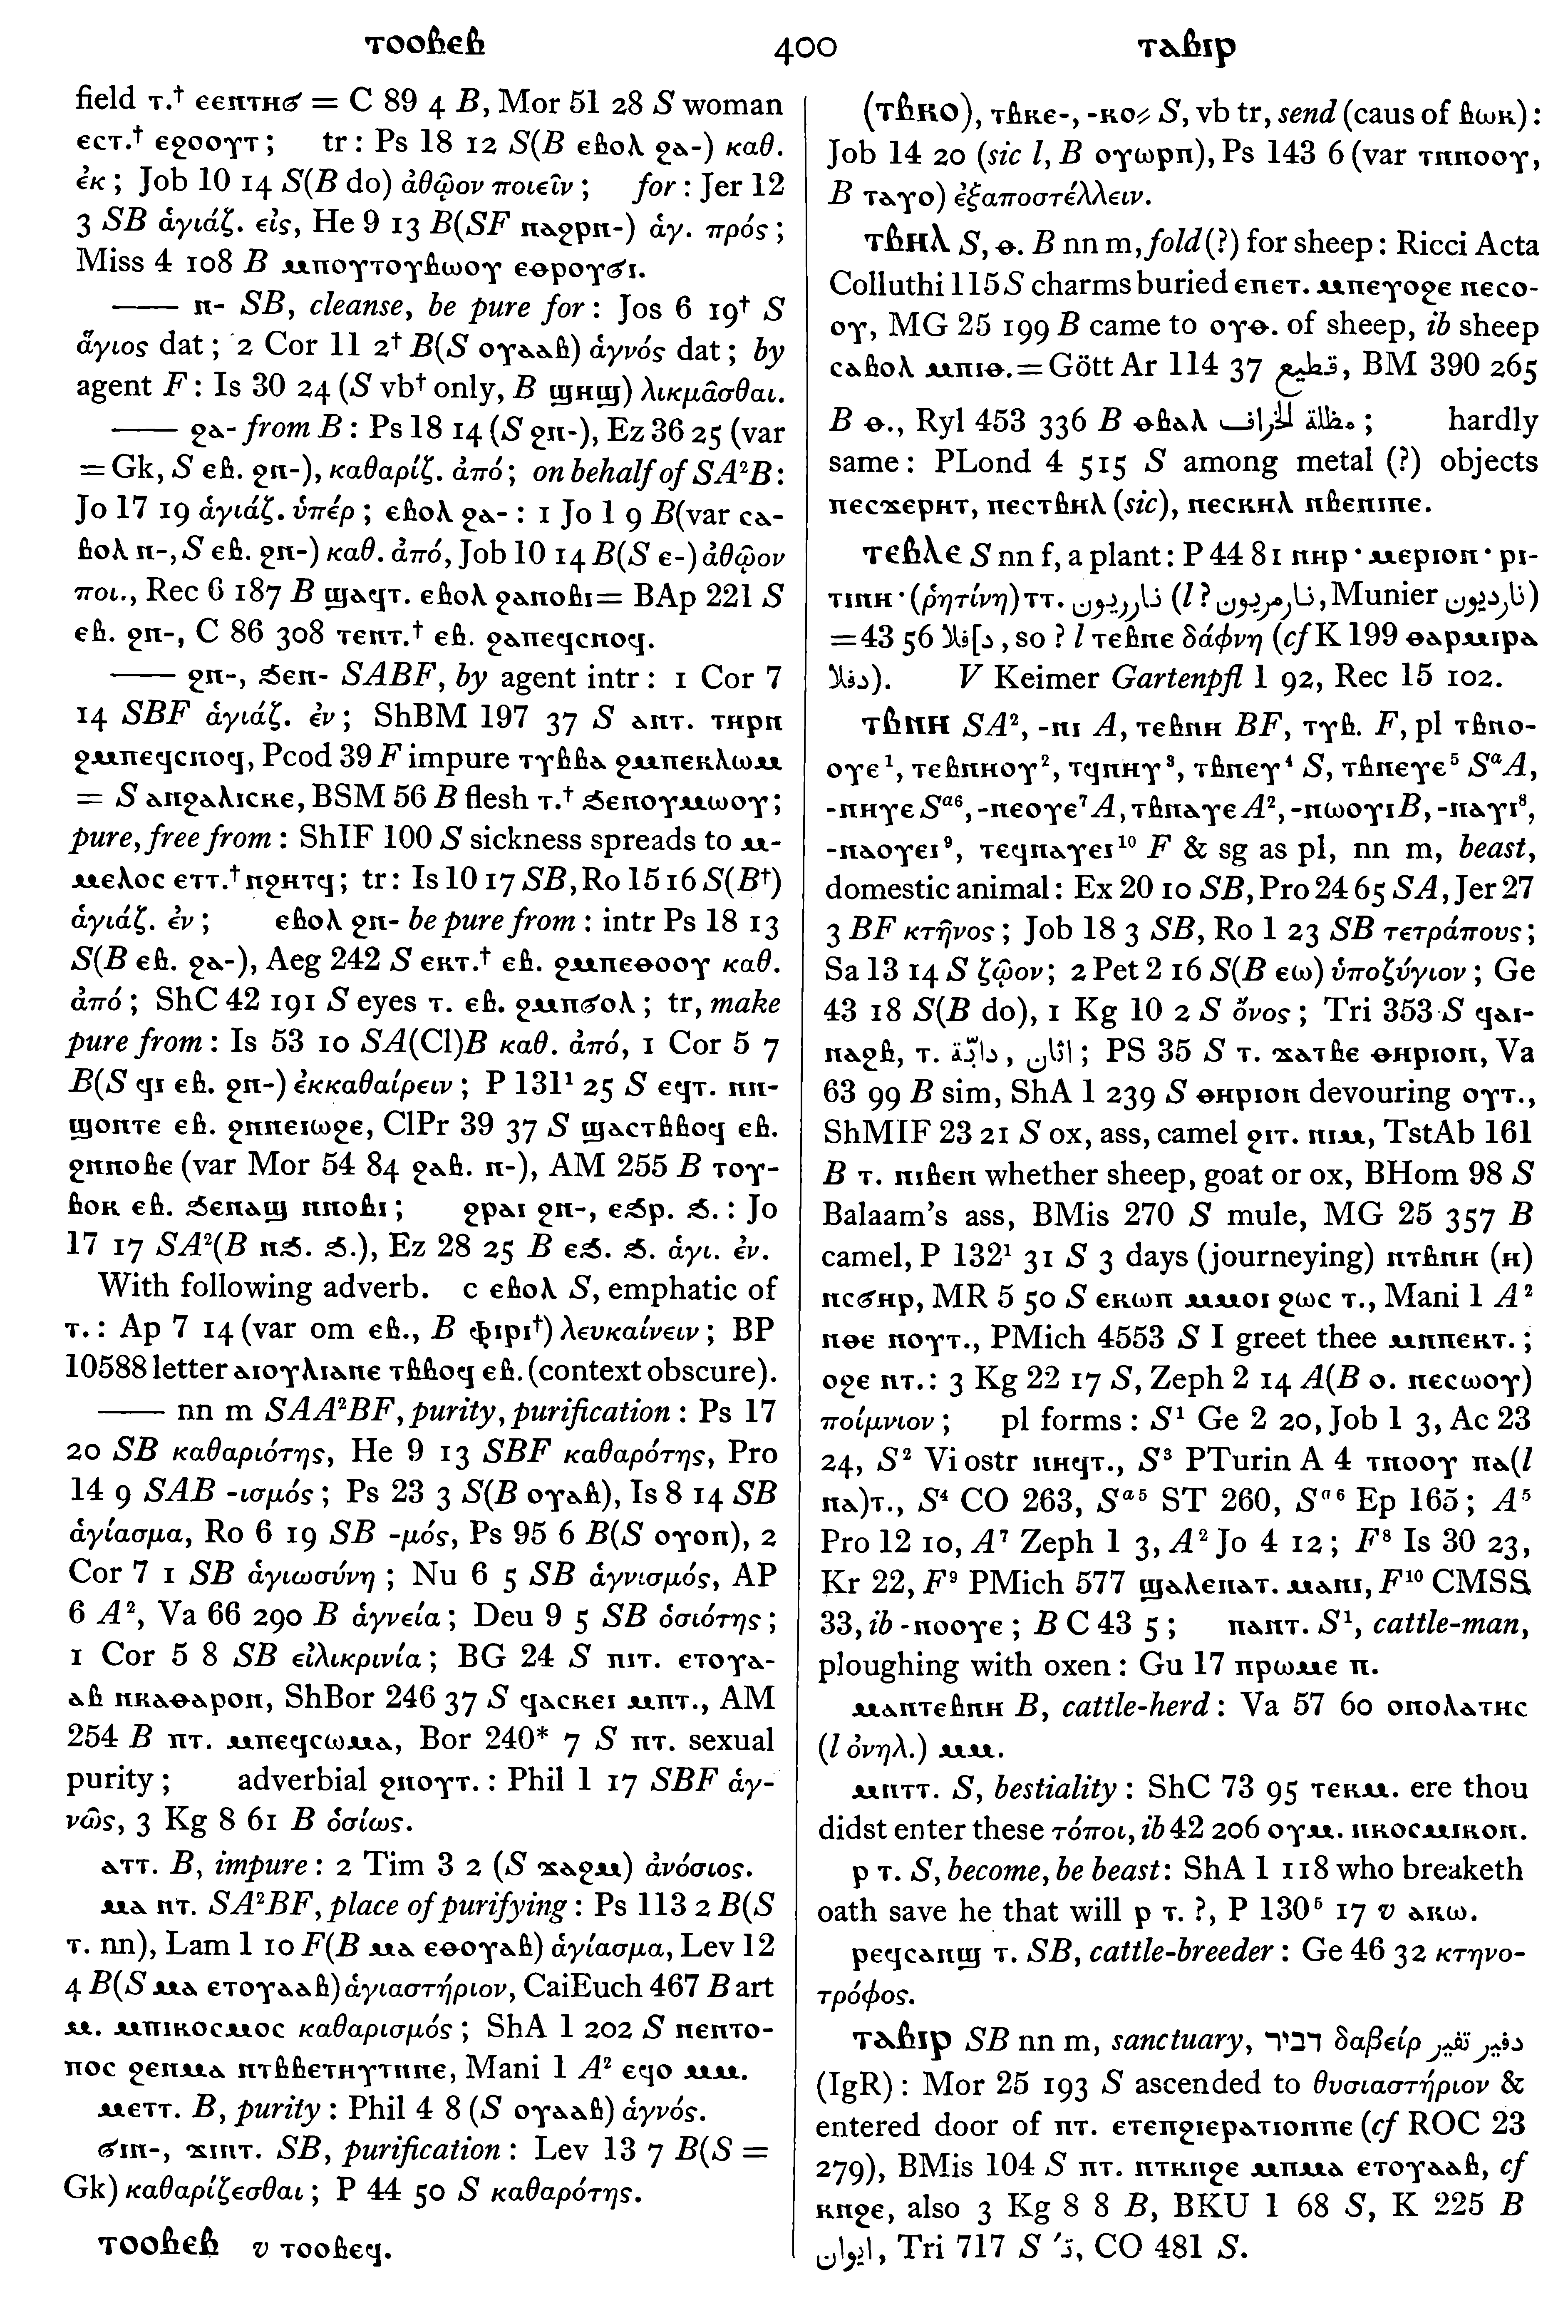 ⲧⲟⲟⲃⲉⲃ 400 ⲧⲁⲃⲓⲣ
field ⲧ.† ⲉⲉⲛⲧⲏϭ = C 89 4 B, Mor 51 28 S woman
ⲉⲥⲧ.† ⲉϩⲟⲟⲩⲧ; tr: Ps 18 12 S(B ⲉⲃⲟⲗ ϩⲁ-) καθ.
ἐκ; Job 10 14 S(B do) ἀθῷον ποιεῖν; for: Jer 12
3 SB ἁγιάζ. εἰς, He 9 13 B(SF ⲛⲁϩⲣⲛ-) ἁγ. πρός;
Miss 4 108 B ⲙⲡⲟⲩⲧⲟⲩⲃⲱⲟⲩ ⲉⲑⲣⲟⲩϭⲓ.
—— ⲛ- SB, cleanse, be pure for: Jos 6 19† S
ἅγιος dat; 2 Cor 11 2† B(S ⲟⲩⲁⲁⲃ) ἁγνός dat; by
agent F: Is 30 24 (S vb† only, B ϣⲏϣ) λικμᾶσθαι.
—— ϩⲁ- from B: Ps 18 14 (S ϩⲛ-), Ez 36 25 (var
= Gk, S ⲉⲃ. ϩⲛ-), καθαρίζ. ἀπό; on behalf of SA²B:
Jo 17 19 ἁγιάζ. ὑπέρ; ⲉⲃⲟⲗ ϩⲁ-: 1 Jo 1 9 B(var ⲥⲁ-
ⲃⲟⲗ ⲛ-, S ⲉⲃ. ϩⲛ-) καθ. ἀπό, Job 10 14 B(S ⲉ-) ἀθῷον
ποι., Rec 6 187 B ϣⲁϥⲧ. ⲉⲃⲟⲗ ϩⲁⲛⲟⲃⲓ = BAp 221 S
ⲉⲃ. ϩⲛ-, C 86 308 ⲧⲉⲛⲧ.† ⲉⲃ. ϩⲁⲡⲉϥⲥⲛⲟϥ.
—— ϩⲛ-, ϧⲉⲛ- SABF, by agent intr: 1 Cor 7
14 SBF ἁγιάζ. ἐν; ShBM 197 37 S ⲁⲛⲧ. ⲧⲏⲣⲛ
ϩⲙⲡⲉϥⲥⲛⲟϥ, Pcod 39 F impure ⲧⲩⲃⲃⲁ ϩⲙⲡⲉⲕⲗⲱⲙ
= S ⲁⲛϩⲁⲗⲓⲥⲕⲉ, BSM 56 B flesh ⲧ.† ϧⲉⲛⲟⲩⲙⲱⲟⲩ;
pure, free from: ShIF 100 S sickness spreads to ⲙ-
ⲙⲉⲗⲟⲥ ⲉⲧⲧ.† ⲛϩⲏⲧϥ; tr: Is 10 17 SB, Ro 15 16 S(B†)
ἁγιάζ. ἐν; ⲉⲃⲟⲗ ϩⲛ- be pure from: intr Ps 18 13
S(B ⲉⲃ. ϩⲁ-), Aeg 242 S ⲉⲕⲧ.† ⲉⲃ. ϩⲙⲡⲉⲑⲟⲟⲩ καθ.
ἀπό; ShC 42 191 S eyes ⲧ. ⲉⲃ. ϩⲙⲡϭⲟⲗ; tr, make
pure from: Is 53 10 SA(Cl)B καθ. ἀπό, 1 Cor 5 7
B(S ϥⲓ ⲉⲃ. ϩⲛ-) ἐκκαθαίρειν; P 131¹ 25 S ⲉϥⲧ. ⲛⲛ-
ϣⲟⲛⲧⲉ ⲉⲃ. ϩⲛⲛⲉⲓⲱϩⲉ, ClPr 39 37 S ϣⲁⲥⲧⲃⲃⲟϥ ⲉⲃ.
ϩⲛⲛⲟⲃⲉ (var Mor 54 84 ϩⲁⲃ. ⲛ-), AM 255 B ⲧⲟⲩ-
ⲃⲟⲕ ⲉⲃ. ϧⲉⲛⲁϣ ⲛⲛⲟⲃⲓ; ϩⲣⲁⲓ ϩⲛ-, ⲉϧⲣ. ϧ.: Jo
17 17 SA²(B ⲛϧ. ϧ.), Ez 28 25 B ⲉϧ. ϧ. ἁγι. ἐν.
With following adverb. c ⲉⲃⲟⲗ S, emphatic of
ⲧ.: Ap 7 14 (var om ⲉⲃ., B ⲫⲓⲣⲓ†) λευκαίνειν; BP
10588 letter ⲁⲓⲟⲩⲗⲓⲁⲛⲉ ⲧⲃⲃⲟϥ ⲉⲃ. (context obscure).
—— nn m SAA²BF, purity, purification: Ps 17
20 SB καθαριότης, He 9 13 SBF καθαρότης, Pro
14 9 SAB -ισμός; Ps 23 3 S(B ⲟⲩⲁⲃ), Is 8 14 SB
ἁγίασμα, Ro 6 19 SB -μός, Ps 95 6 B(S ⲟⲩⲟⲡ), 2
Cor 7 1 SB ἁγιωσύνη; Nu 6 5 SB ἁγνισμός, AP
6 A², Va 66 290 B ἁγνεία; Deu 9 5 SB ὁσιότης;
1 Cor 5 8 SB εἰλικρινία; BG 24 S ⲡⲓⲧ. ⲉⲧⲟⲩⲁ-
ⲁⲃ ⲛⲕⲁⲑⲁⲣⲟⲛ, ShBor 246 37 S ϥⲁⲥⲕⲉⲓ ⲙⲡⲧ., AM
254 B ⲡⲧ. ⲙⲡⲉϥⲥⲱⲙⲁ, Bor 240* 7 S ⲡⲧ. sexual
purity; adverbial ϩⲛⲟⲩⲧ.: Phil 1 17 SBF ἁγ-
νῶς, 3 Kg 8 61 B ὁσίως.
ⲁⲧⲧ. B, impure: 2 Tim 3 2 (S ϫⲁϩⲙ) ἀνόσιος.
ⲙⲁ ⲛⲧ. SA²BF, place of purifying: Ps 113 2 B(S
ⲧ. nn), Lam 1 10 F(B ⲙⲁ ⲉⲑⲟⲩⲁⲃ) ἁγίασμα, Lev 12
4 B(S ⲙⲁ ⲉⲧⲟⲩⲁⲁⲃ) ἁγιαστήριον, CaiEuch 467 B art
ⲙ. ⲙⲡⲓⲕⲟⲥⲙⲟⲥ καθαρισμός; ShA 1 202 S ⲡⲉⲛⲧⲟ-
ⲡⲟⲥ ϩⲉⲛⲙⲁ ⲛⲧⲃⲃⲉⲧⲏⲩⲧⲛⲛⲉ, Mani 1 A² ⲉϥⲟ ⲙⲙ.
ⲙⲉⲧⲧ. B, purity: Phil 4 8 (S ⲟⲩⲁⲁⲃ) ἁγνός.
ϭⲓⲛ-, ϫⲓⲛⲧ. SB, purification: Lev 13 7 B(S =
Gk) καθαρίζεσθαι; P 44 50 S καθαρότης.
ⲧⲟⲟⲃⲉⲃ v ⲧⲟⲟⲃⲉϥ.
(ⲧⲃⲕⲟ), ⲧⲃⲕⲉ-, -ⲕⲟ⸗ S, vb tr, send (caus of ⲃⲱⲕ):
Job 14 20 (sic l, B ⲟⲩⲱⲣⲡ), Ps 143 6 (var ⲧⲛⲛⲟⲟⲩ,
B ⲧⲁⲩⲟ) ἐξαποστέλλειν.
ⲧⲃⲏⲗ S, ⲑ. B nn m, fold (?) for sheep: Ricci Acta
Colluthi 115 S charms buried ⲉⲡⲉⲧ. ⲙⲡⲉⲩⲟϩⲉ ⲛⲉⲥⲟ-
ⲟⲩ, MG 25 199 B came to ⲟⲩⲑ. of sheep, ib sheep
ⲥⲁⲃⲟⲗ ⲙⲡⲓⲑ. = Gött Ar 114 37 قطيع, BM 390 265
B ⲑ., Ryl 453 336 B ⲑⲃⲁⲗ مظلة الخراف; hardly
same: PLond 4 515 S among metal (?) objects
ⲡⲉⲥϫⲉⲣⲏⲧ, ⲡⲉⲥⲧⲃⲏⲗ (sic), ⲡⲉⲥⲕⲏⲗ ⲛⲃⲉⲛⲓⲡⲉ.
ⲧⲉⲃⲗⲉ S nn f, a plant: P 44 81 ⲡⲏⲣ · ⲙⲉⲣⲓⲟⲛ · ⲣⲓ-
ⲧⲓⲛⲏ · (ῥητίνη) ⲧⲧ. (l ? , Munier نارديون)
= 43 56 , so ? l ⲧⲉⲃⲛⲉ δάφνη (cf K 199 ⲑⲁⲣⲙⲓⲣⲁ
دفلا). V Keimer Gartenpfl 1 92, Rec 15 102.
ⲧⲃⲛⲏ SA², -ⲛⲓ A, ⲧⲉⲃⲛⲏ BF, ⲧⲩⲃ. F, pl ⲧⲃⲛⲟ-
ⲟⲩⲉ¹, ⲧⲉⲃⲛⲏⲟⲩ², ⲧϥⲛⲏⲩ³, ⲧⲃⲛⲉⲩ⁴ S, ⲧⲃⲛⲉⲩⲉ⁵ SᵃA,
-ⲛⲏⲩⲉ Sᵃ⁶, -ⲛⲉⲟⲩⲉ⁷ A, ⲧⲃⲛⲁⲩⲉ A², -ⲛⲱⲟⲩⲓ B, -ⲛⲁⲩⲓ⁸,
-ⲛⲁⲟⲩⲉⲓ⁹, ⲧⲉϥⲛⲁⲩⲉⲓ¹⁰ F & sg as pl, nn m, beast,
domestic animal: Ex 20 10 SB, Pro 24 65 SA, Jer 27
3 BF κτῆνος; Job 18 3 SB, Ro 1 23 SB τετράπους;
Sa 13 14 S ζῷον; 2 Pet 2 16 S(B ⲉⲱ) ὑποζύγιον; Ge
43 18 S(B do), 1 Kg 10 2 S ὄνος; Tri 353 S ϥⲁⲓ-
ⲛⲁϩⲃ, ⲧ. دابّة, اتان; PS 35 S ⲧ. ϫⲁⲧⲃⲉ ⲑⲏⲣⲓⲟⲛ, Va
63 99 B sim, ShA 1 239 S ⲑⲏⲣⲓⲟⲛ devouring ⲟⲩⲧ.,
ShMIF 23 21 S ox, ass, camel ϩⲓⲧ. ⲛⲓⲙ, TstAb 161
B ⲧ. ⲛⲓⲃⲉⲛ whether sheep, goat or ox, BHom 98 S
Balaam's ass, BMis 270 S mule, MG 25 357 B
camel, P 132¹ 31 S 3 days (journeying) ⲛⲧⲃⲛⲏ (ⲏ)
ⲛⲥϭⲏⲣ, MR 5 50 S ⲉⲕⲱⲡ ⲙⲙⲟⲓ ϩⲱⲥ ⲧ., Mani 1 A²
ⲛⲑⲉ ⲛⲟⲩⲧ., PMich 4553 S I greet thee ⲙⲛⲛⲉⲕⲧ.;
ⲟϩⲉ ⲛⲧ.: 3 Kg 22 17 S, Zeph 2 14 A(B ⲟ. ⲛⲉⲥⲱⲟⲩ)
ποίμνιον; pl forms: S¹ Ge 2 20, Job 1 3, Ac 23
24, S² Vi ostr ⲛⲏϥⲧ., S³ PTurin A 4 ⲧⲛⲟⲟⲩ ⲡⲁ(l
ⲛⲁ)ⲧ., S⁴ CO 263, Sᵃ⁵ ST 260, Sᵃ⁶ Ep 165; A⁵
Pro 12 10, A⁷ Zeph 1 3, A² Jo 4 12; F⁸ Is 30 23,
Kr 22, F⁹ PMich 577 ϣⲁⲗⲉⲛⲁⲧ. ⲙⲁⲛⲓ, F¹⁰ CMSS
33, ib -ⲛⲟⲟⲩⲉ; B C 43 5; ⲡⲁⲛⲧ. S¹, cattle-man,
ploughing with oxen: Gu 17 ⲡⲣⲱⲙⲉ ⲡ.
ⲙⲁⲛⲧⲉⲃⲛⲏ B, cattle-herd: Va 57 60 ⲟⲛⲟⲗⲁⲧⲏⲥ
(l ὀνηλ.) ⲙⲙ.
ⲙⲛⲧⲧ. S, bestiality: ShC 73 95 ⲧⲉⲕⲙ. ere thou
didst enter these τόποι, ib 42 206 ⲟⲩⲙ. ⲛⲕⲟⲥⲙⲓⲕⲟⲛ.
ⲣ ⲧ. S, become, be beast: ShA 1 118 who breaketh
oath save he that will ⲣ ⲧ. ?, P 130⁵ 17 v ⲁⲕⲱ.
ⲣⲉϥⲥⲁⲛϣ ⲧ. SB, cattle-breeder: Ge 46 32 κτηνο-
τρόφος.
ⲧⲁⲃⲓⲣ SB nn m, sanctuary, דביר δαβείρ
(IgR): Mor 25 193 S ascended to θυσιαστήριον &
entered door of ⲡⲧ. ⲉⲧⲉⲛϩⲓⲉⲣⲁⲧⲓⲟⲛⲡⲉ (cf ROC 23
279), BMis 104 S ⲡⲧ. ⲛⲧⲕⲛϩⲉ ⲙⲡⲙⲁ ⲉⲧⲟⲩⲁⲁⲃ, cf
ⲕⲛϩⲉ, also 3 Kg 8 8 B, BKU 1 68 S, K 225 B
ايوان, Tri 717 S , CO 481 S.